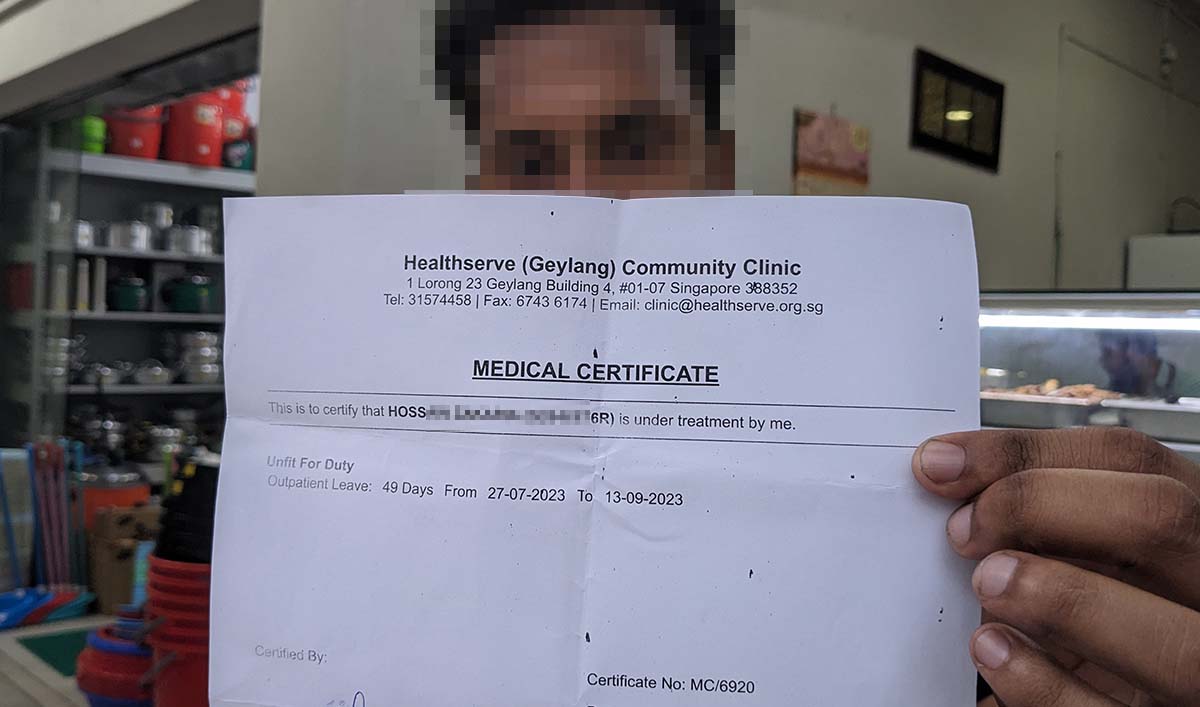 Healthserve (Geylang) Community Clinic
1 Lorong 23 Geylang Building 4, #01-07 Singapore 388352
Tel: 31574458 | Fax: 6743 6174 | Email: clinic@healthserve.org.sg
MEDICAL CERTIFICATE
This is to certify that HOSS 6R) is under treatment by me.
Unfit For Duty
Outpatient Leave: 49 Days From 27-07-2023 To 13-09-2023
Certified By:
Certificate No: MC/6920